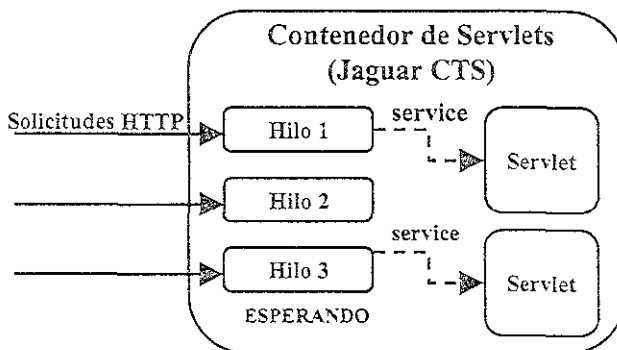 Contenedor de Servlets
(Jaguar CTS)
Solicitudes HTTP
Hilo 1
service
Servlet
Hilo 2
Hilo 3
service
Servlet
ESPERANDO